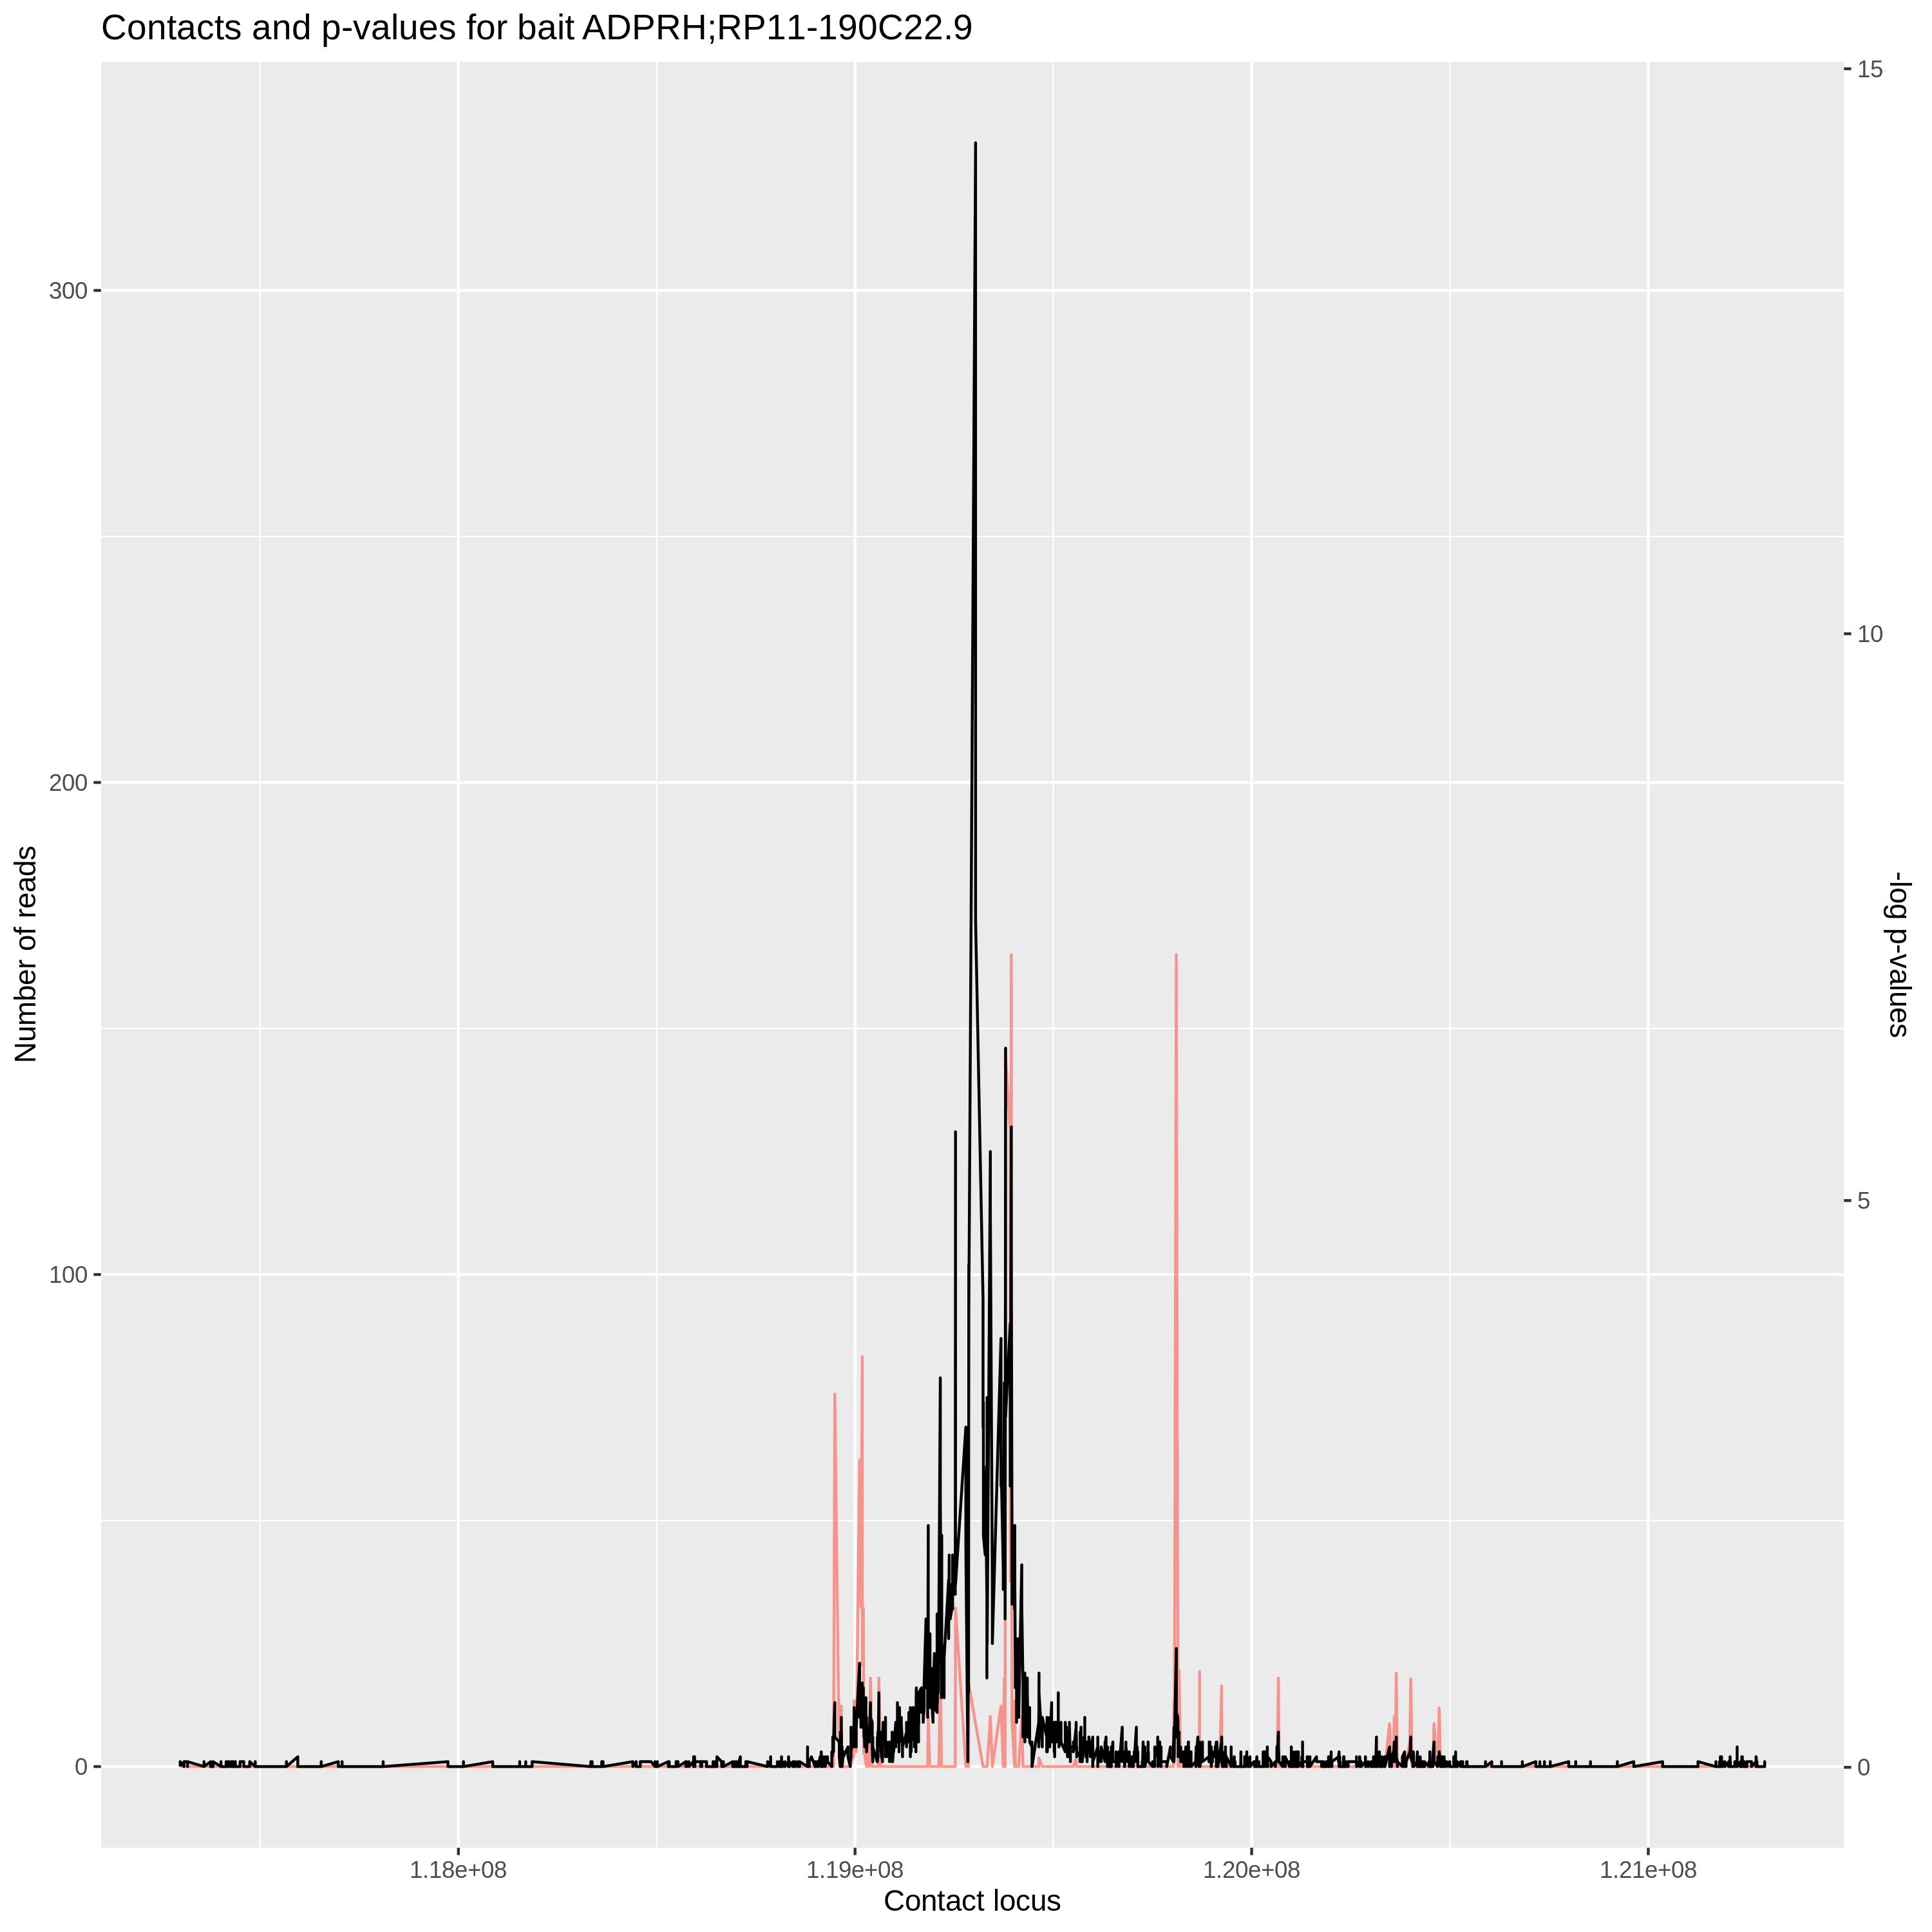 Contacts and p-values for bait ADPRH;RP11-190C22.9
15
300
10
200
Number of reads
-log p-values
5
100
0
0
1.18e+08
1.19e+08
1.20e+08
1.21e+08
Contact locus